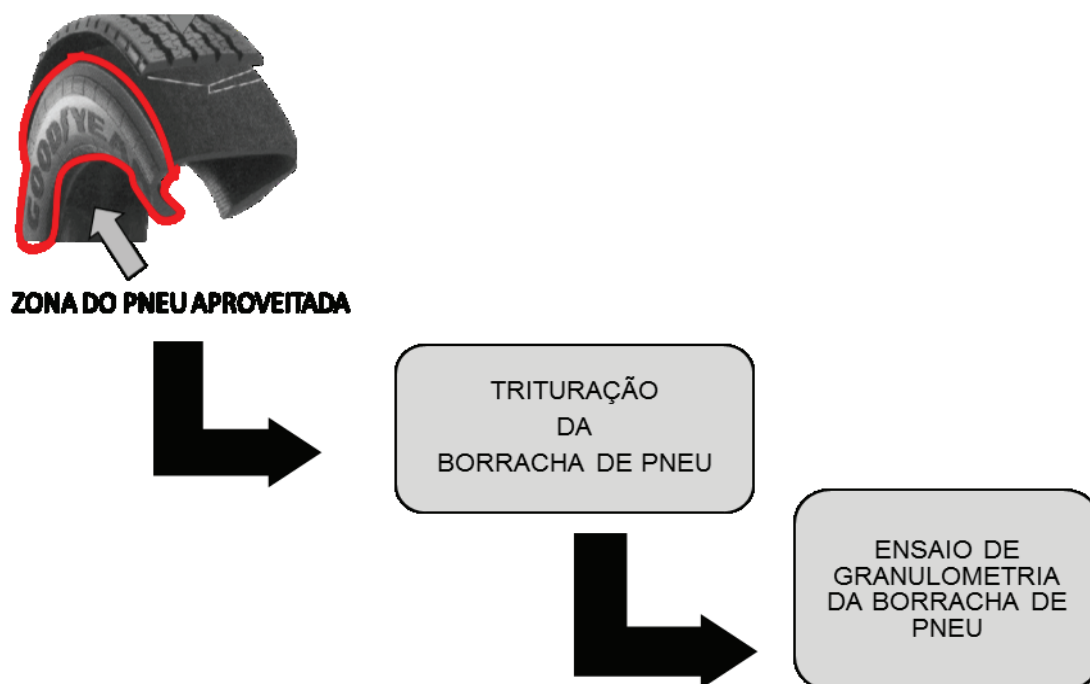 GOODYEAR
ZONA DO PNEU APROVEITADA
TRITURAÇÃO
DA
BORRACHA DE PNEU
ENSAIO DE
GRANULOMETRIA
DA BORRACHA DE
PNEU